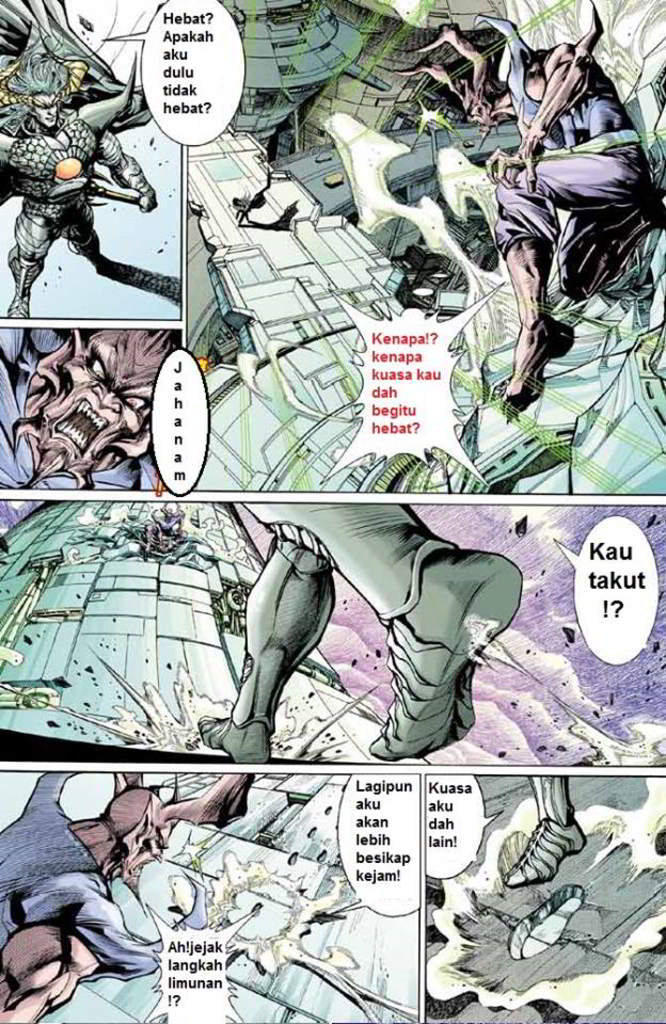 Hebat?
Apakah
aku
dulu
tidak
hebat?
Kenapa!?
kenapa
kuasa kau
dah
begitu
hebat?
J
a
h
a
n
a
m
Kau
takut
!?
Lagipun
aku
akan
lebih
besikap
kejam!
Kuasa
aku
dah
lain!
Ah!jejak
langkah
limunan
!?